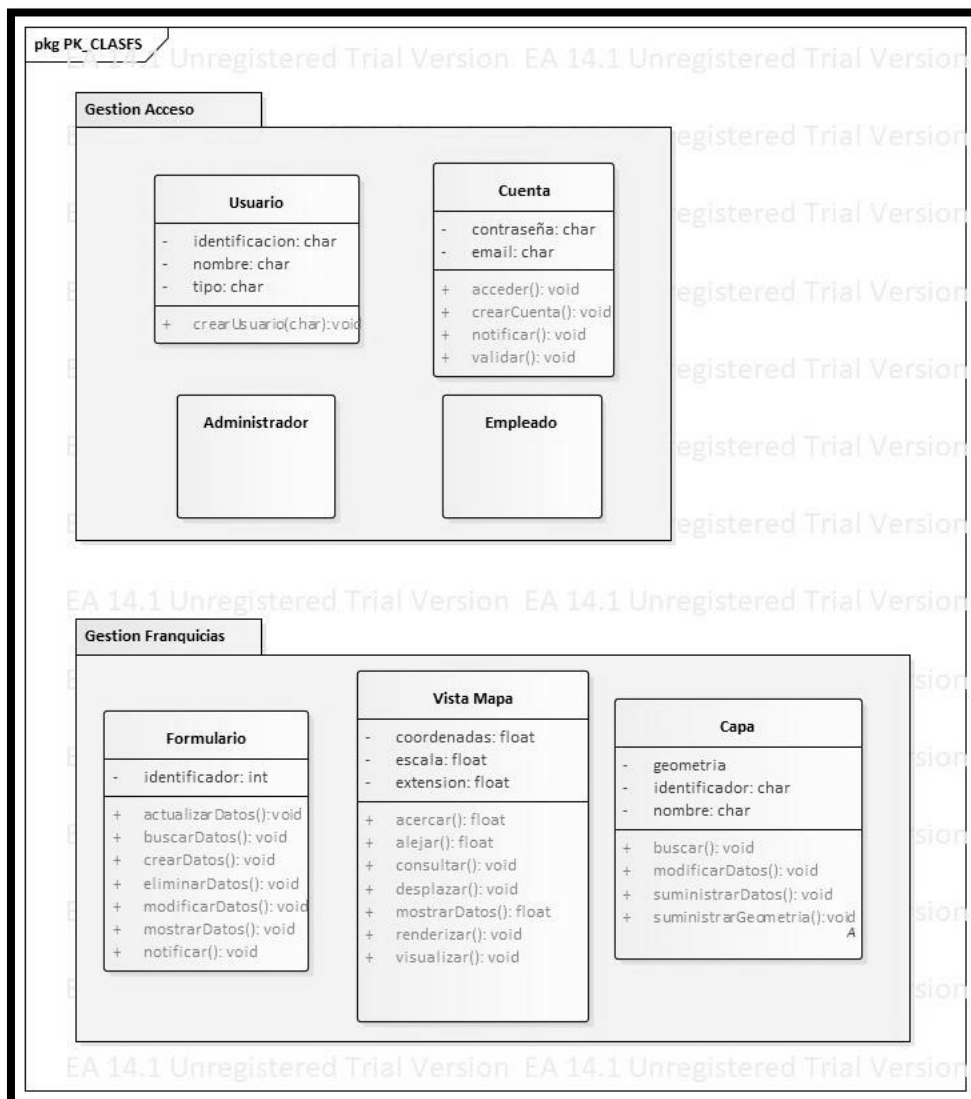 pkg PK_CLASFS
EA 14.1 Unregistered Trial Version EA 14.1 Unregistered Trial Version
Gestion Acceso
Usuario
- identificacion: char
- nombre: char
- tipo: char
+ crearUsuario(char):void
Cuenta
- contraseña: char
- email: char
+ acceder(): void
+ crearCuenta(): void
+ notificar(): void
+ validar(): void
Administrador
Empleado
EA 14.1 Unregistered Trial Version EA 14.1 Unregistered Trial Version
Gestion Franquicias
Formulario
- identificador: int
+ actualizarDatos():void
+ buscarDatos(): void
+ crearDatos(): void
+ eliminarDatos(): void
+ modificarDatos(): void
+ mostrarDatos(): void
+ notificar(): void
Vista Mapa
- coordenadas: float
- escala: float
- extension: float
+ acercar(): float
+ alejar(): float
+ consultar(): void
+ desplazar(): void
+ mostrarDatos(): float
+ renderizar(): void
+ visualizar(): void
Capa
- geometria
- identificador: char
- nombre: char
+ buscar(): void
+ modificarDatos(): void
+ suministrarDatos(): void
+ suministrarGeometria():void
A
EA 14.1 Unregistered Trial Version EA 14.1 Unregistered Trial Version